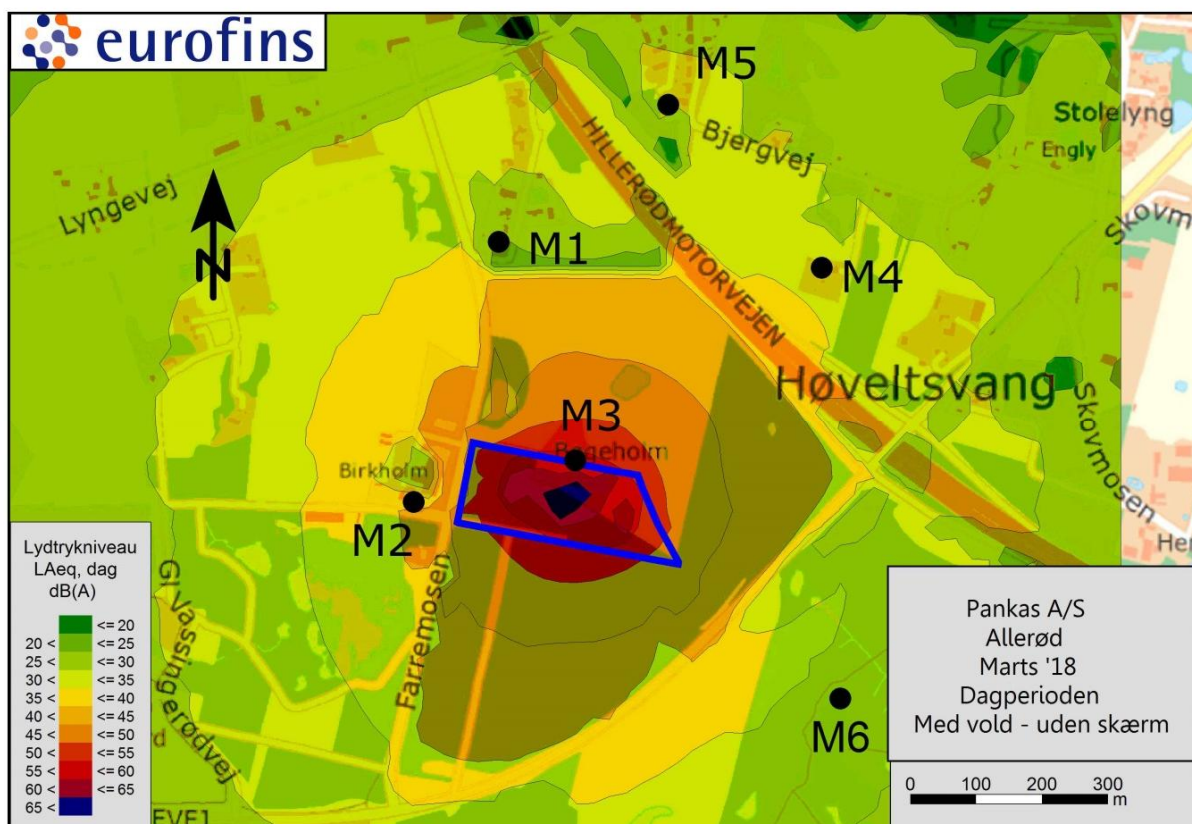 eurofins
M5
Stolelyng
Engly
Bjergvej
HILLERØDMOTORVEJEN
Lyngevej
N
M1
M4
Høveltsvang
Skovmosen
M3
Bøgeholm
Birkholm
M2
Farremosen
Gl Vassingerødvej
M6
Lydtrykniveau
LAeq, dag
dB(A)
<= 20
20 < <= 25
25 < <= 30
30 < <= 35
35 < <= 40
40 < <= 45
45 < <= 50
50 < <= 55
55 < <= 60
60 < <= 65
65 <
Pankas A/S
Allerød
Marts '18
Dagperioden
Med vold - uden skærm
0 100 200 300
m